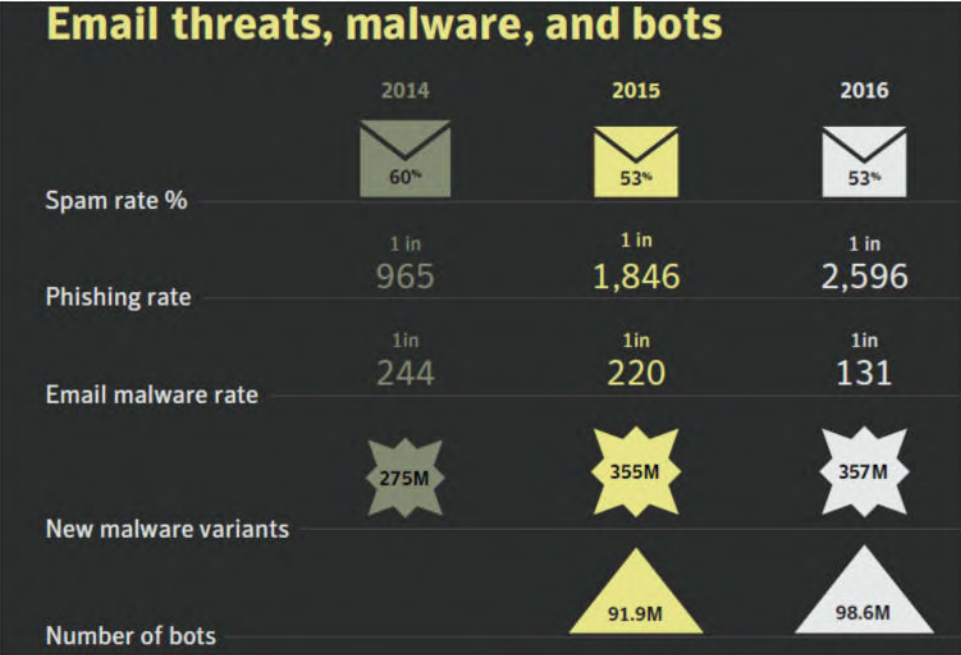 Email threats, malware, and bots
2014 2015 2016
60% 53% 53%
Spam rate %
1 in 1 in 1 in
965 1,846 2,596
Phishing rate
1in 1in 1in
244 220 131
Email malware rate
275M 355M 357M
New malware variants
91.9M 98.6M
Number of bots